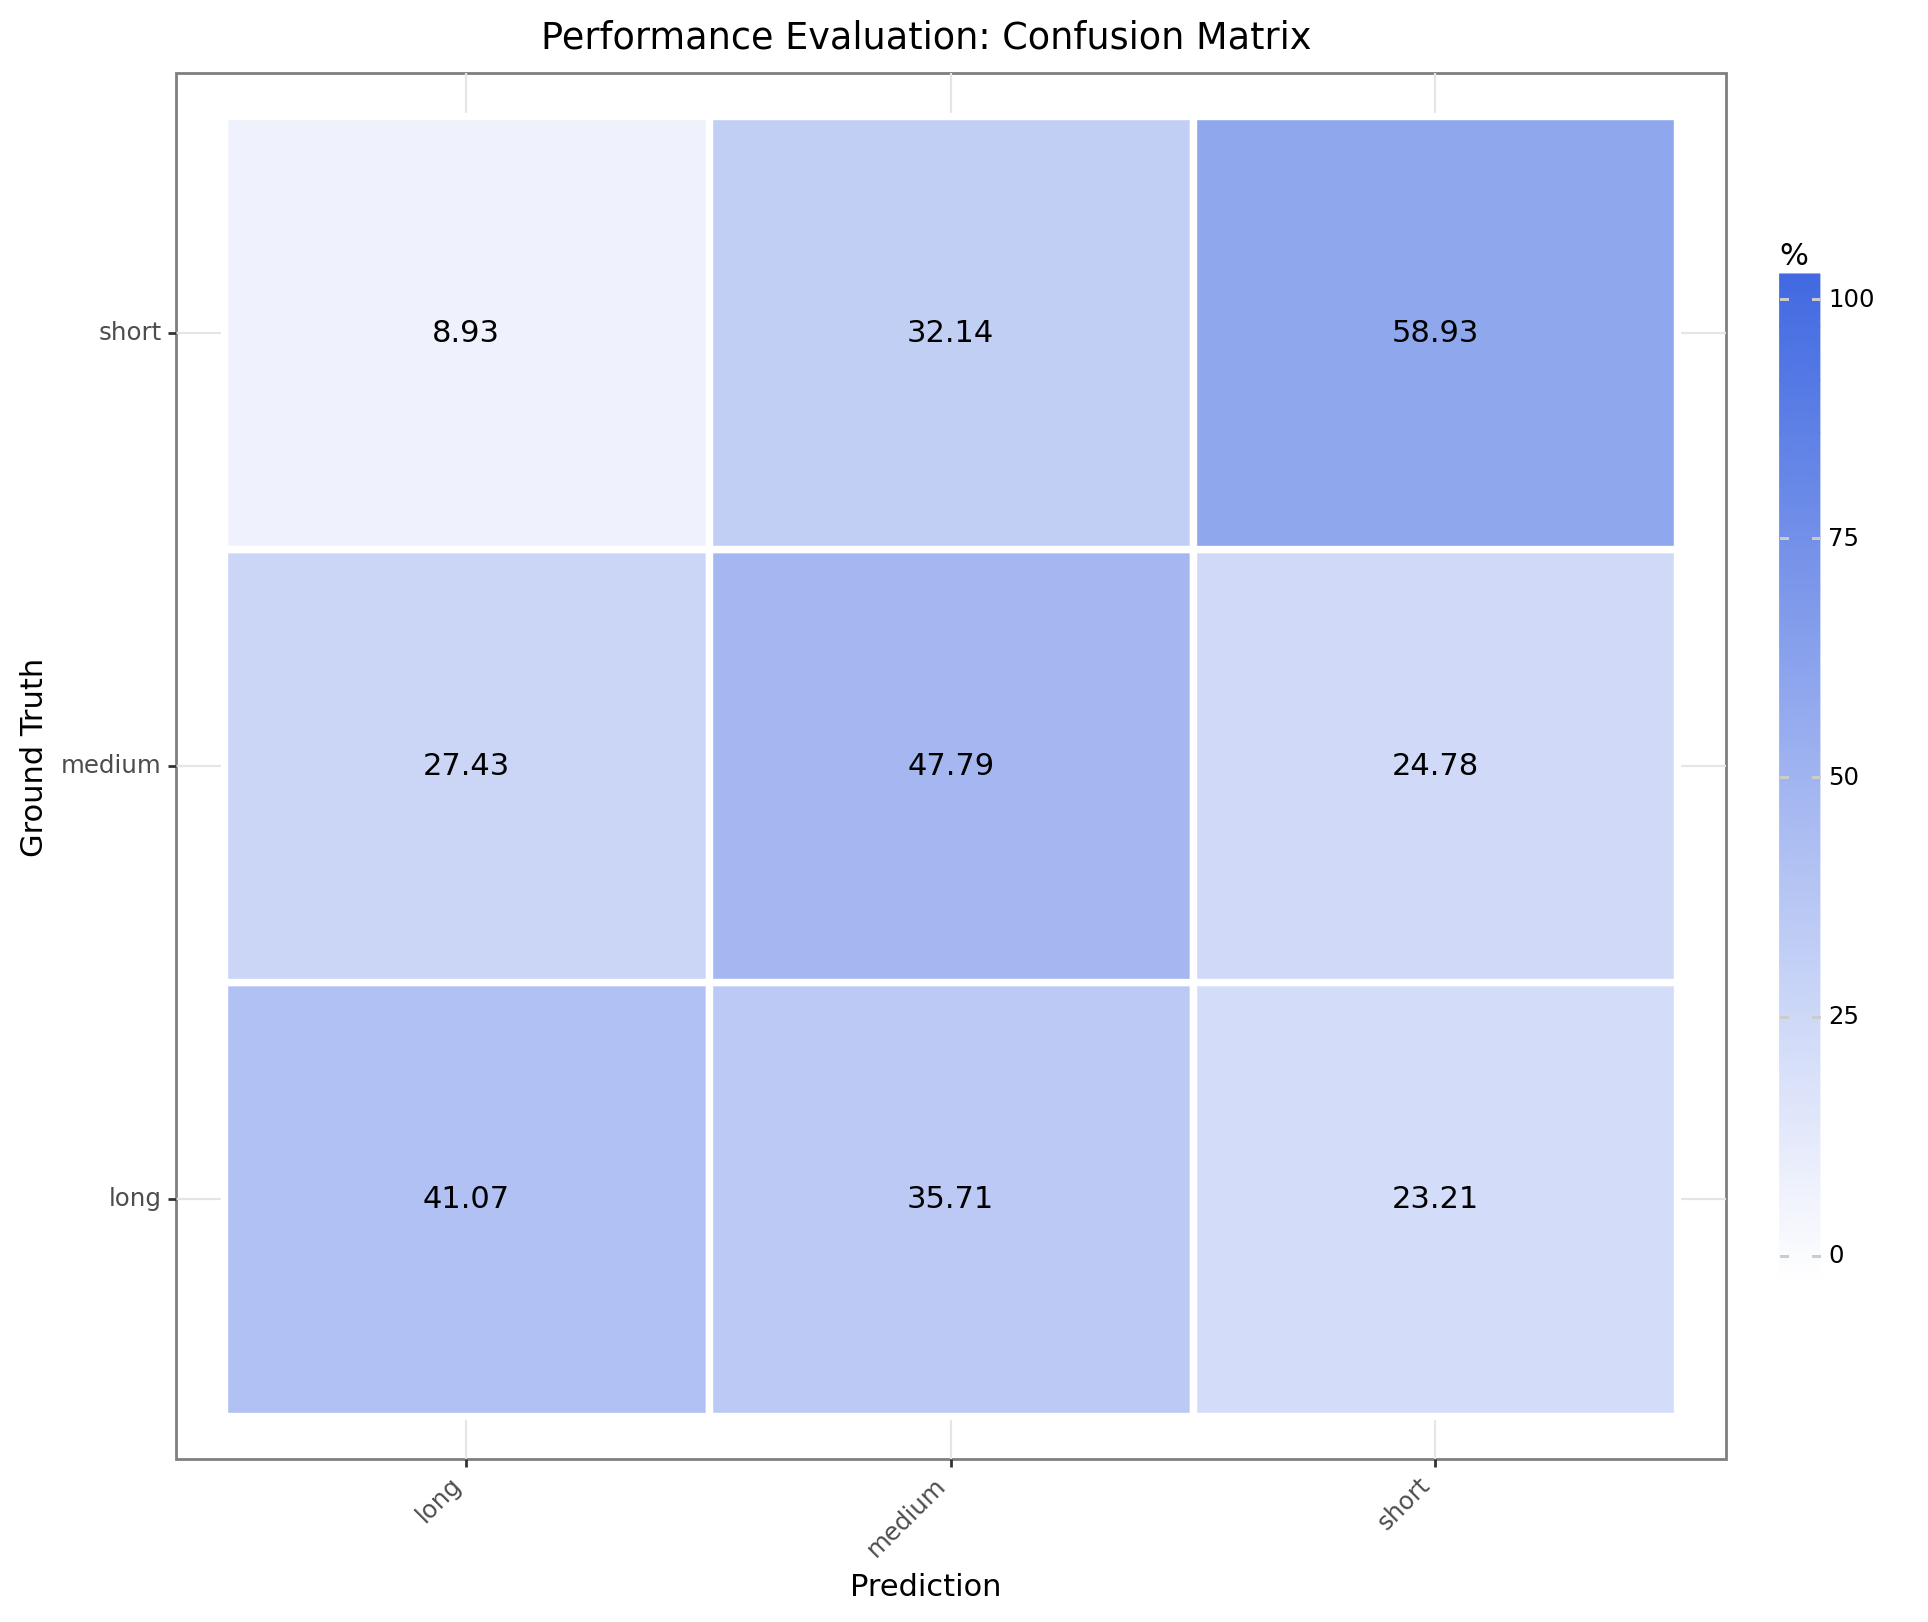 Performance Evaluation: Confusion Matrix
%
100
75
50
25
0
Ground Truth
short
medium
long
8.93 32.14 58.93
27.43 47.79 24.78
41.07 35.71 23.21
long
medium
short
Prediction